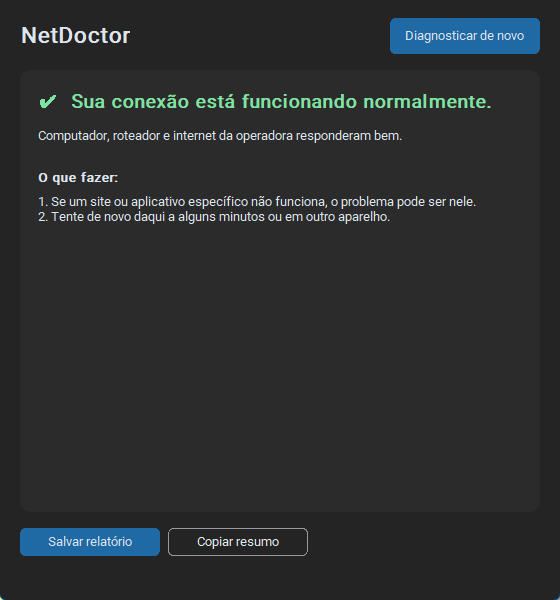 NetDoctor
Diagnosticar de novo
✔ Sua conexão está funcionando normalmente.
Computador, roteador e internet da operadora responderam bem.
O que fazer:
1. Se um site ou aplicativo específico não funciona, o problema pode ser nele.
2. Tente de novo daqui a alguns minutos ou em outro aparelho.
Salvar relatório
Copiar resumo